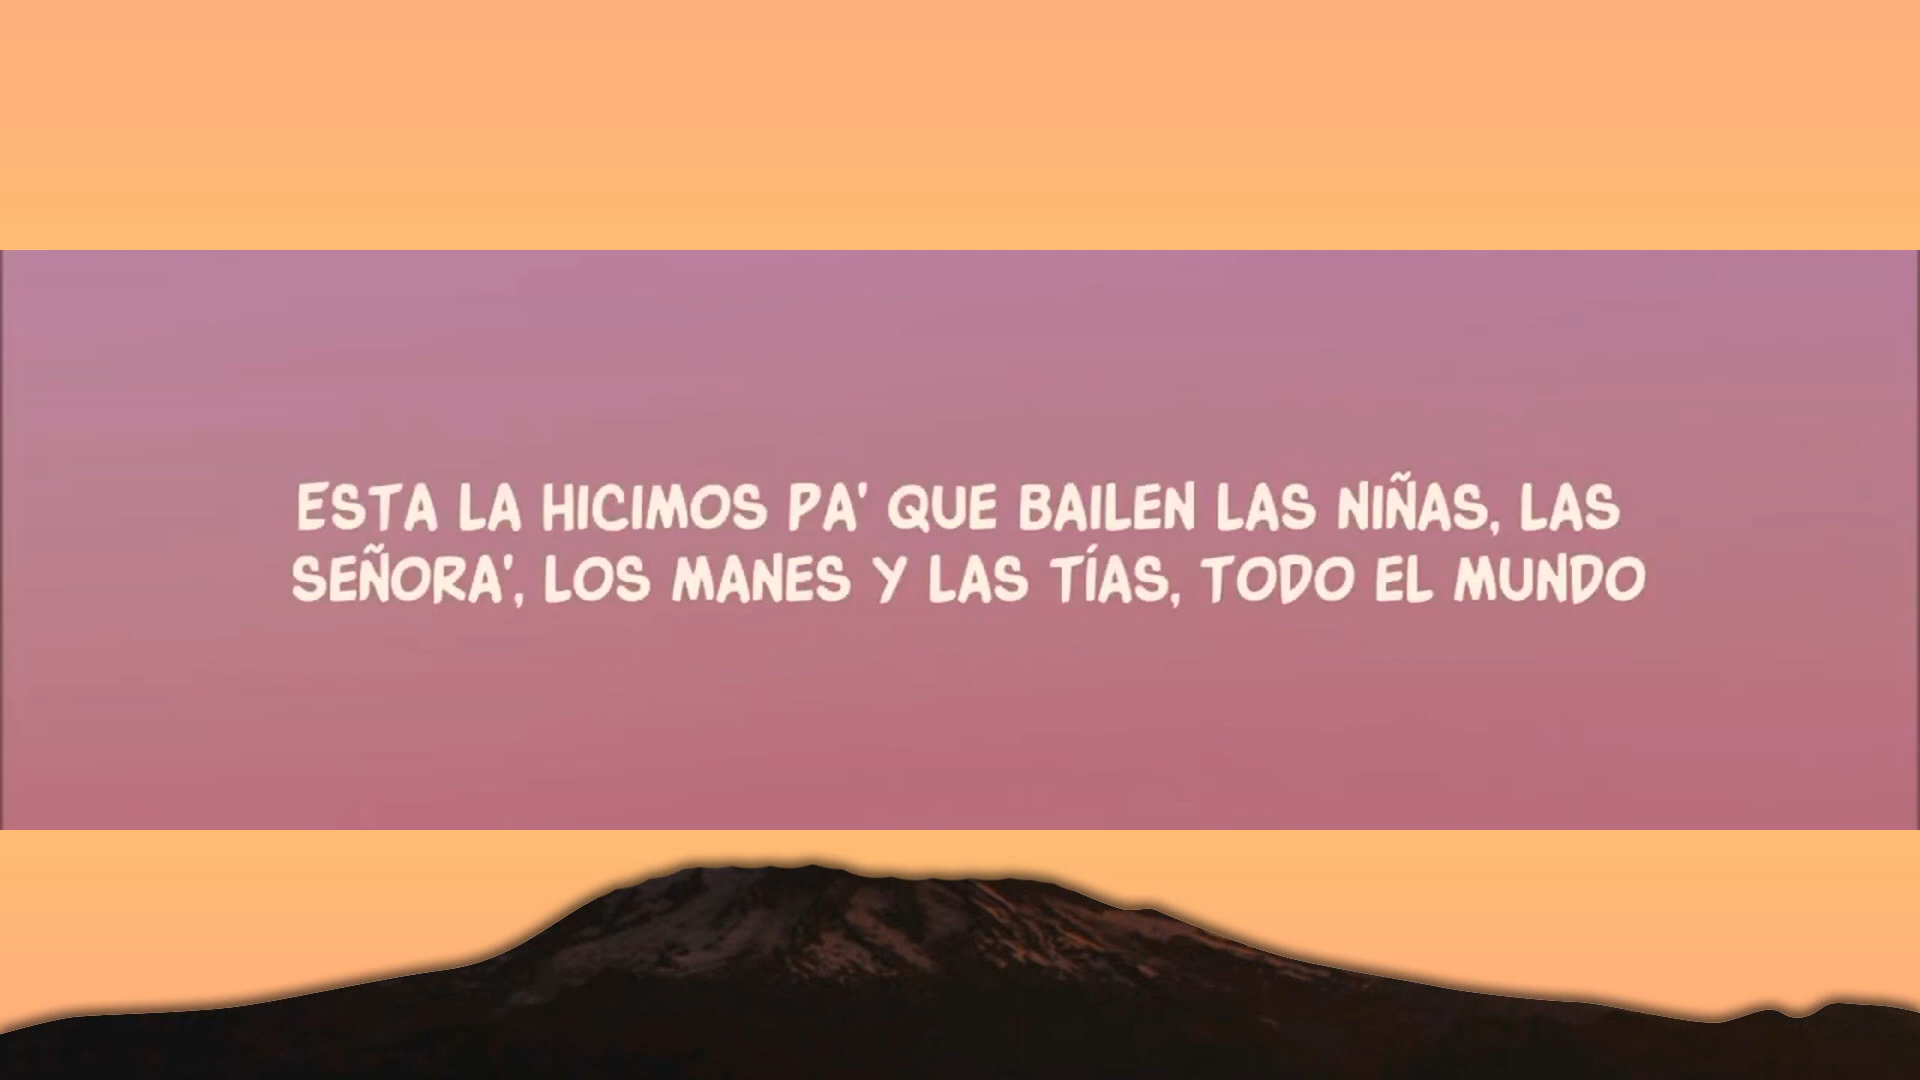 ESTA LA HICIMOS PA' QUE BAILEN LAS NIÑAS, LAS
SEÑORA', LOS MANES Y LAS TÍAS, TODO EL MUNDO